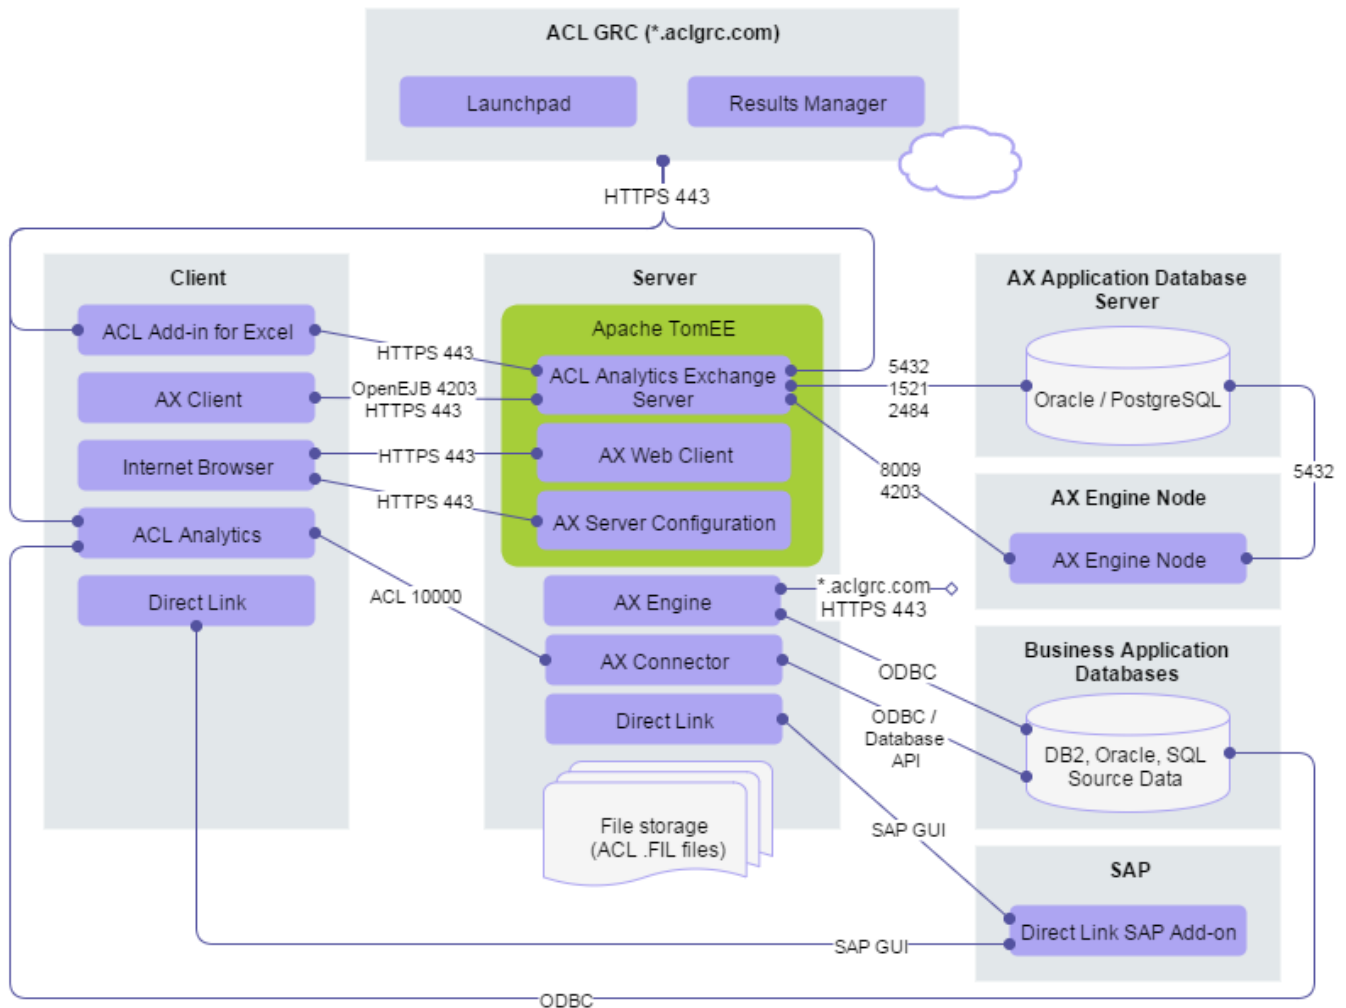 ACL GRC (*.aclgrc.com)
Launchpad
Results Manager
HTTPS 443
Client
ACL Add-in for Excel
AX Client
Internet Browser
ACL Analytics
Direct Link
HTTPS 443
OpenEJB 4203
HTTPS 443
HTTPS 443
HTTPS 443
ACL 10000
Server
Apache TomEE
ACL Analytics Exchange
Server
AX Web Client
AX Server Configuration
AX Engine
AX Connector
Direct Link
File storage
(ACL .FIL files)
5432
1521
2484
8009
4203
*.aclgrc.com
HTTPS 443
ODBC
ODBC /
Database
API
SAP GUI
SAP GUI
AX Application Database
Server
Oracle / PostgreSQL
5432
AX Engine Node
AX Engine Node
Business Application
Databases
DB2, Oracle, SQL
Source Data
SAP
Direct Link SAP Add-on
ODBC